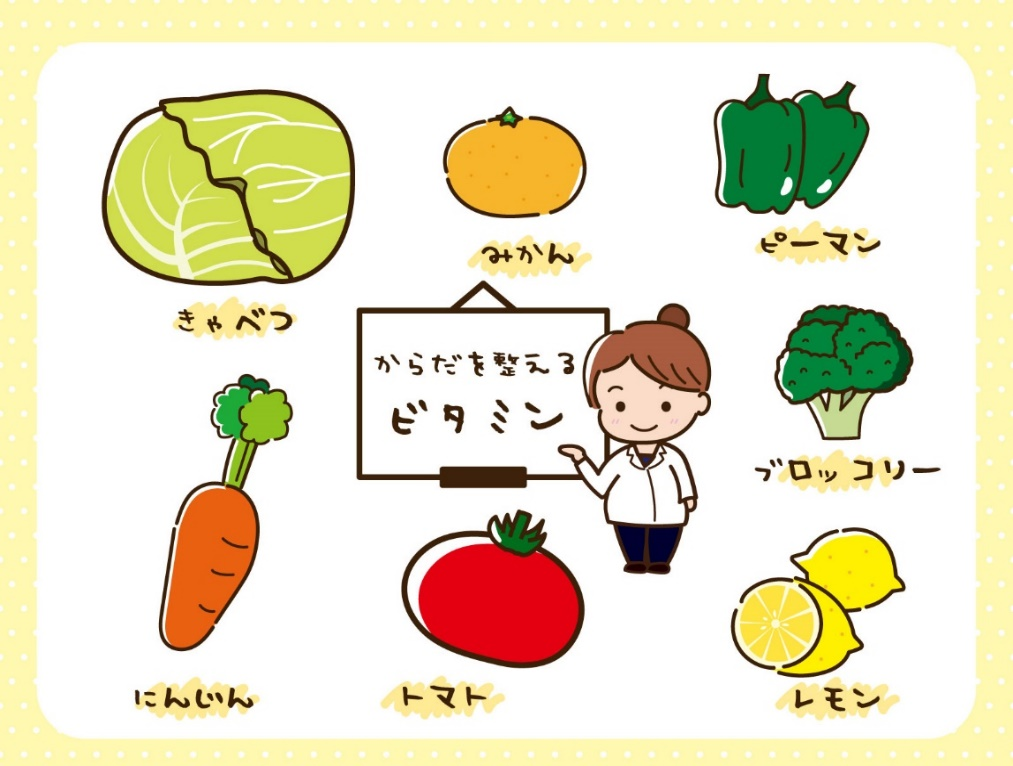 きゃべつ
みかん
ピーマン
からだを整える
ビタミン
ブロッコリー
にんじん
トマト
レモン